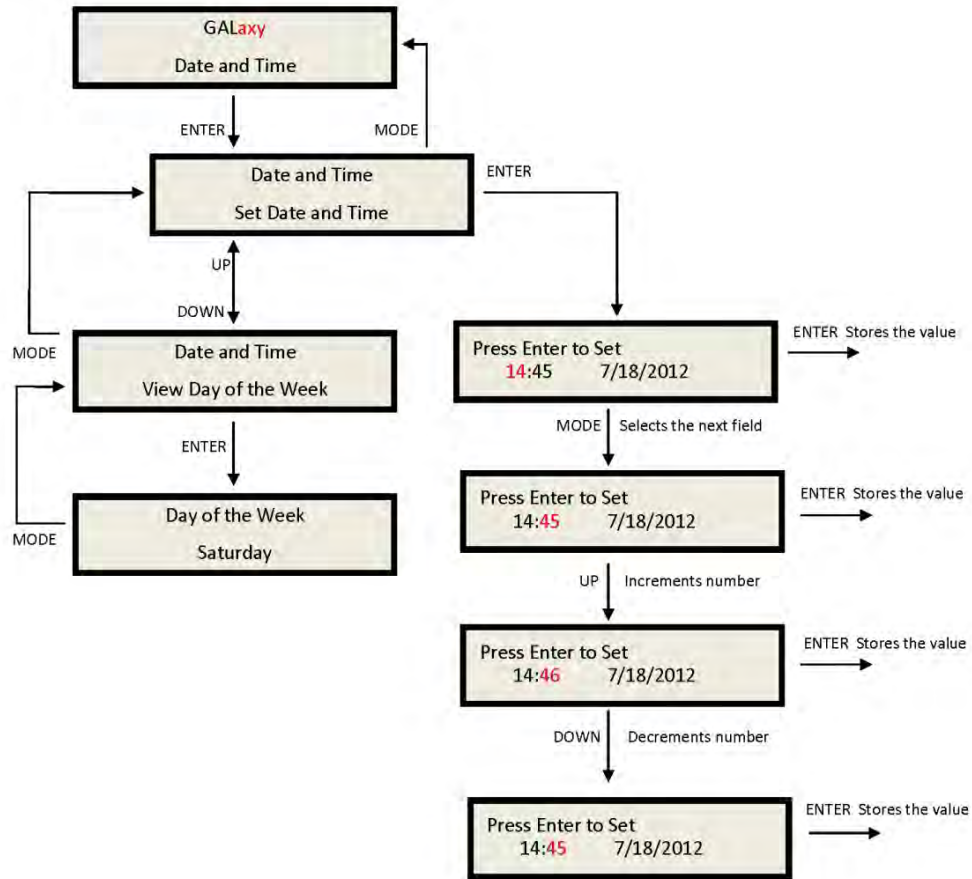 GALaxy
Date and Time
ENTER
MODE
Date and Time
Set Date and Time
ENTER
UP
DOWN
MODE
Date and Time
View Day of the Week
ENTER
MODE
Day of the Week
Saturday
Press Enter to Set
14:45 7/18/2012
ENTER Stores the value
MODE Selects the next field
Press Enter to Set
14:45 7/18/2012
ENTER Stores the value
UP Increments number
Press Enter to Set
14:46 7/18/2012
ENTER Stores the value
DOWN Decrements number
Press Enter to Set
14:45 7/18/2012
ENTER Stores the value